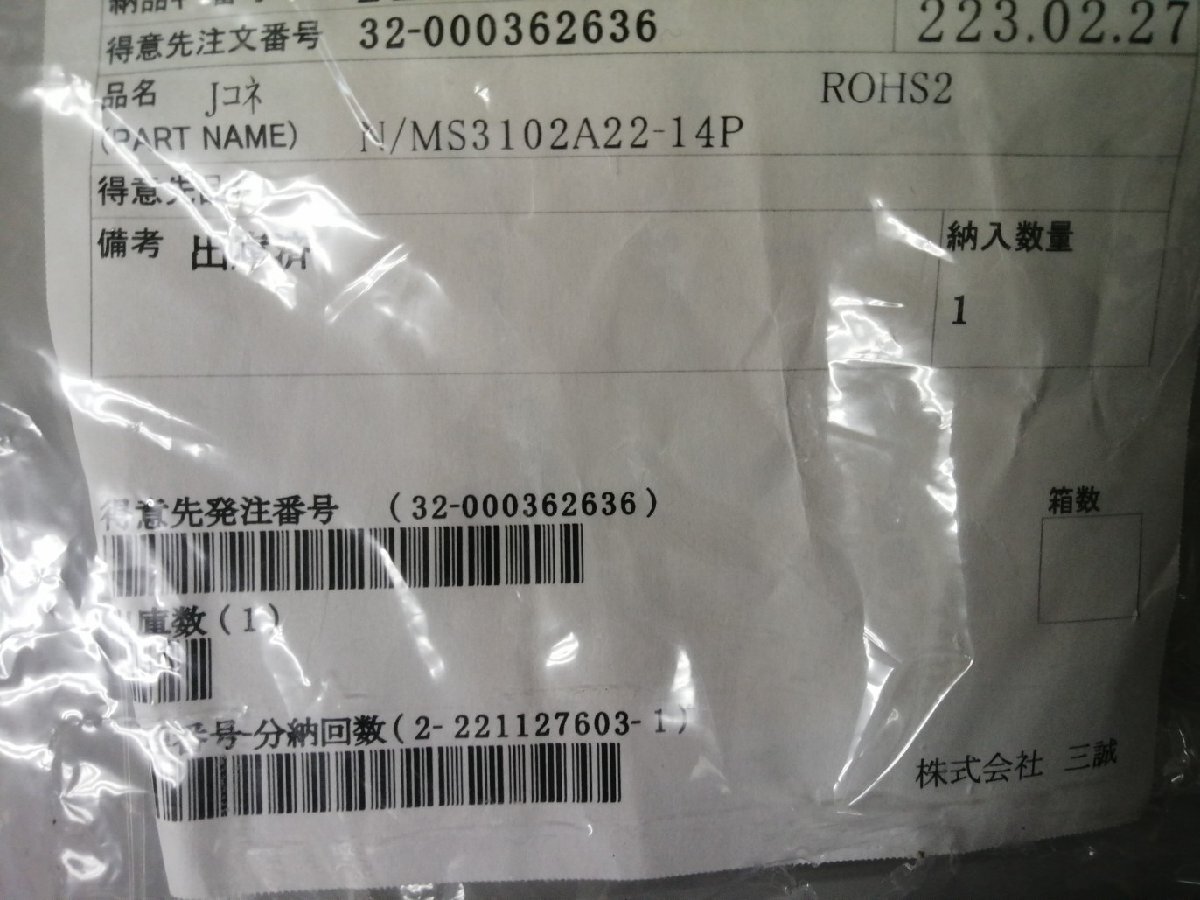 得意先注文番号 32-000362636 223.02.27
品名 Jコネ ROHS2
(PART NAME) N/MS3102A22-14P
得意先
備考 納入数量
1
得意先発注番号 (32-000362636) 箱数
庫数(1)
番号-分納回数(2-221127603-1)
株式会社 三誠